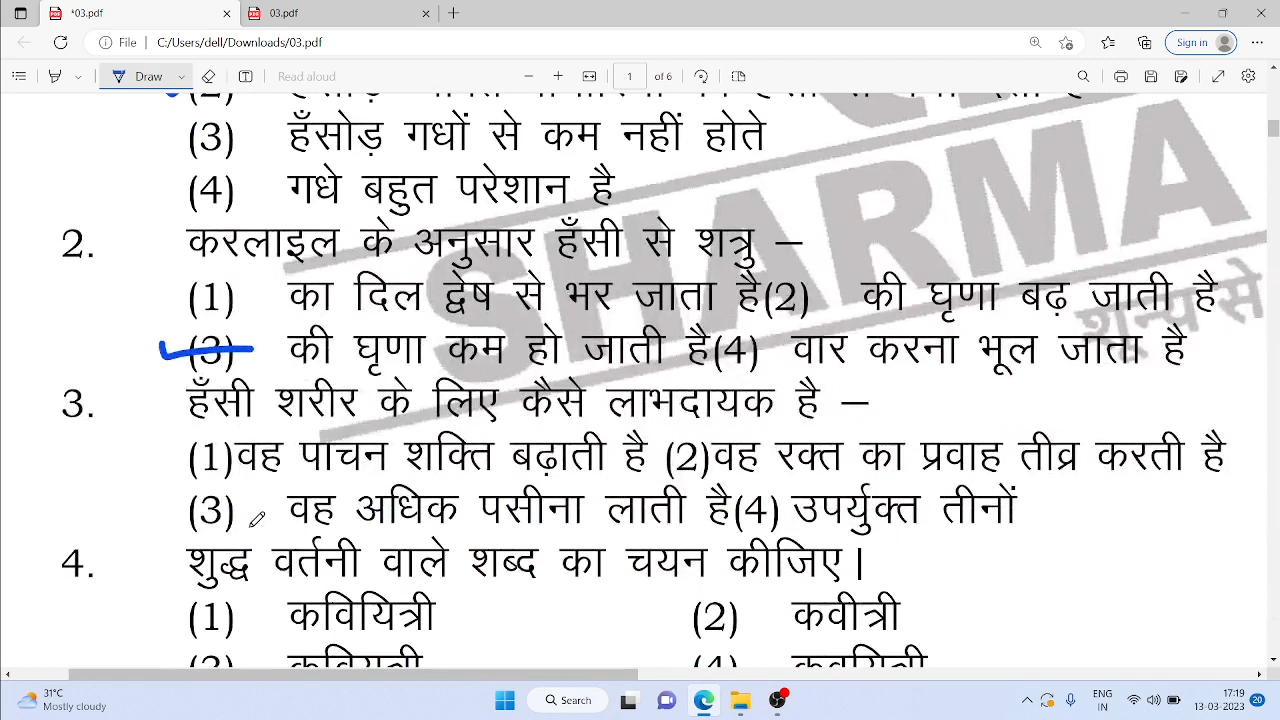 *03.pdf
03.pdf
File C:/Users/dell/Downloads/03.pdf
Sign in
Draw Read aloud 1 of 6
(3) हँसोड़ गधों से कम नहीं होते
(4) गधे बहुत परेशान है
2. करलाइल के अनुसार हँसी से शत्रु –
(1) का दिल द्वेष से भर जाता है(2) की घृणा बढ़ जाती है
(3) की घृणा कम हो जाती है(4) वार करना भूल जाता है
3. हँसी शरीर के लिए कैसे लाभदायक है –
(1)वह पाचन शक्ति बढ़ाती है (2)वह रक्त का प्रवाह तीव्र करती है
(3) वह अधिक पसीना लाती है(4) उपर्युक्त तीनों
4. शुद्ध वर्तनी वाले शब्द का चयन कीजिए।
(1) कवियित्री (2) कवीत्री
SHARMA
31°C
Mostly cloudy
Search
ENG
IN
17:19
13-03-2023
20